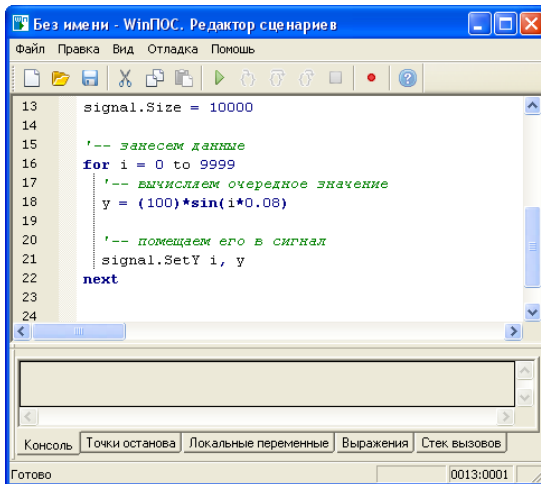 Без имени - WinПОС. Редактор сценариев
Файл Правка Вид Отладка Помошь
13 signal.Size = 10000
14
15 '-- занесем данные
16 for i = 0 to 9999
17 '-- вычисляем очередное значение
18 y = (100)*sin(i*0.08)
19
20 '-- помещаем его в сигнал
21 signal.SetY i, y
22 next
23
24
Консоль Точки останова Локальные переменные Выражения Стек вызовов
Готово 0013:0001